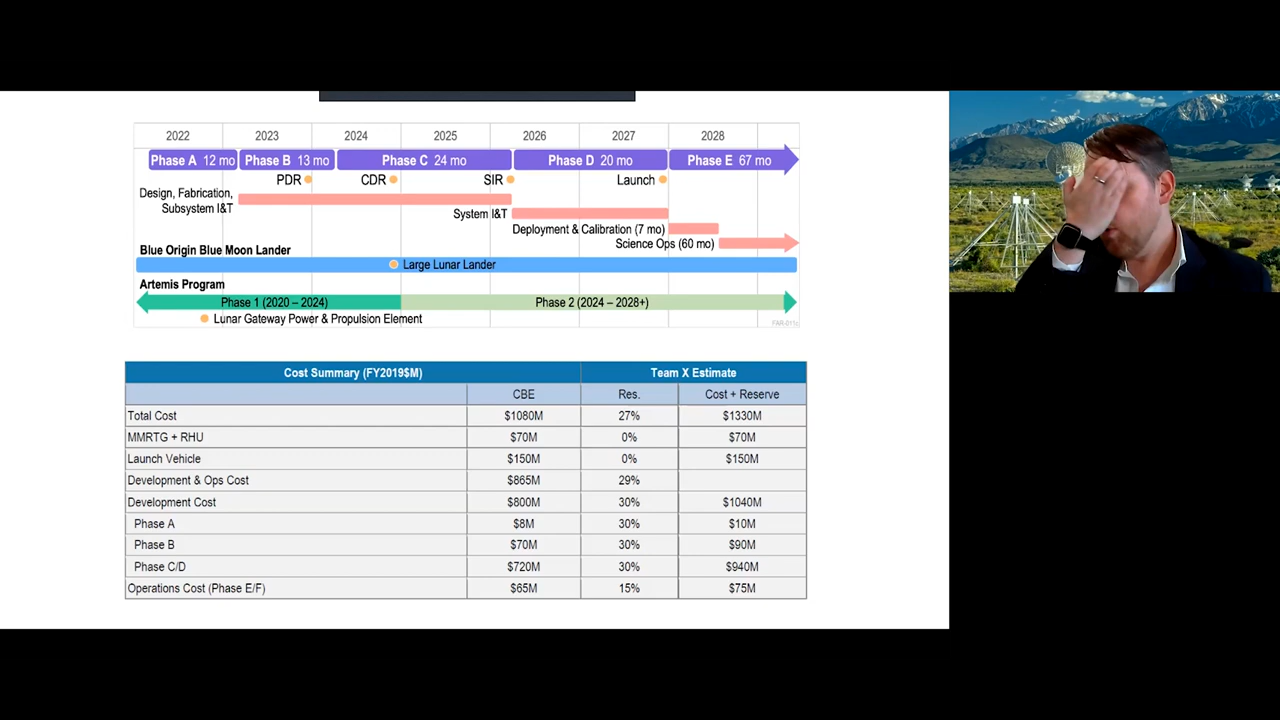 2022 2023 2024 2025 2026 2027 2028
Phase A 12 mo Phase B 13 mo Phase C 24 mo Phase D 20 mo Phase E 67 mo
PDR CDR SIR Launch
Design, Fabrication,
Subsystem I&T
System I&T
Deployment & Calibration (7 mo)
Science Ops (60 mo)
Blue Origin Blue Moon Lander
Large Lunar Lander
Artemis Program
Phase 1 (2020 – 2024) Phase 2 (2024 – 2028+)
Lunar Gateway Power & Propulsion Element
Cost Summary (FY2019$M) Team X Estimate
CBE Res. Cost + Reserve
Total Cost $1080M 27% $1330M
MMRTG + RHU $70M 0% $70M
Launch Vehicle $150M 0% $150M
Development & Ops Cost $865M 29%
Development Cost $800M 30% $1040M
Phase A $8M 30% $10M
Phase B $70M 30% $90M
Phase C/D $720M 30% $940M
Operations Cost (Phase E/F) $65M 15% $75M